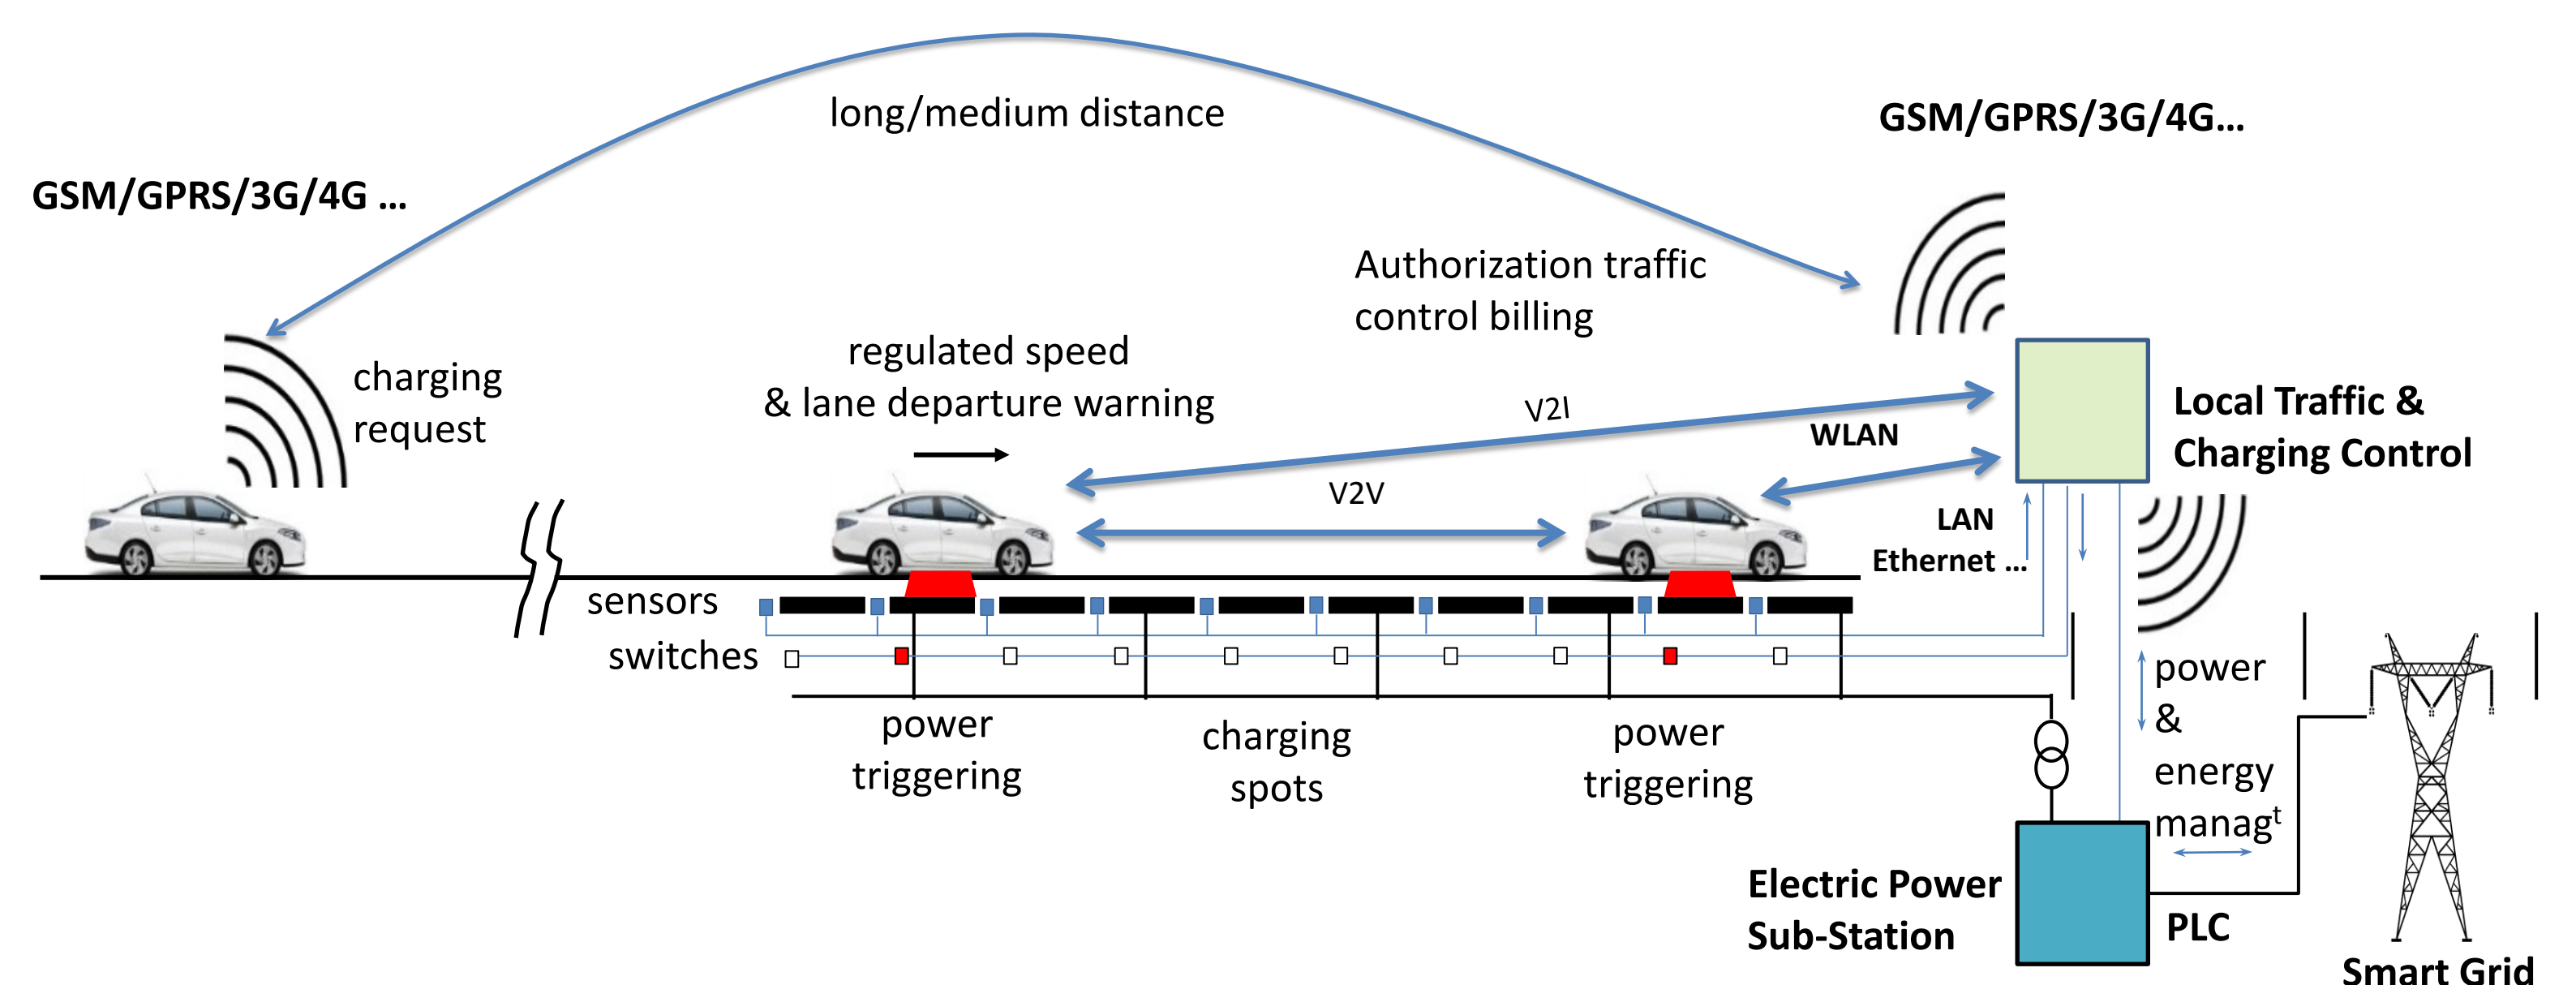 long/medium distance
GSM/GPRS/3G/4G…
GSM/GPRS/3G/4G …
Authorization traffic
control billing
charging
request
regulated speed
& lane departure warning
V2I
WLAN
V2V
Local Traffic &
Charging Control
LAN
Ethernet ...
sensors
switches
power
triggering
charging
spots
power
triggering
power
&
energy
managt
Electric Power
Sub-Station
PLC
Smart Grid